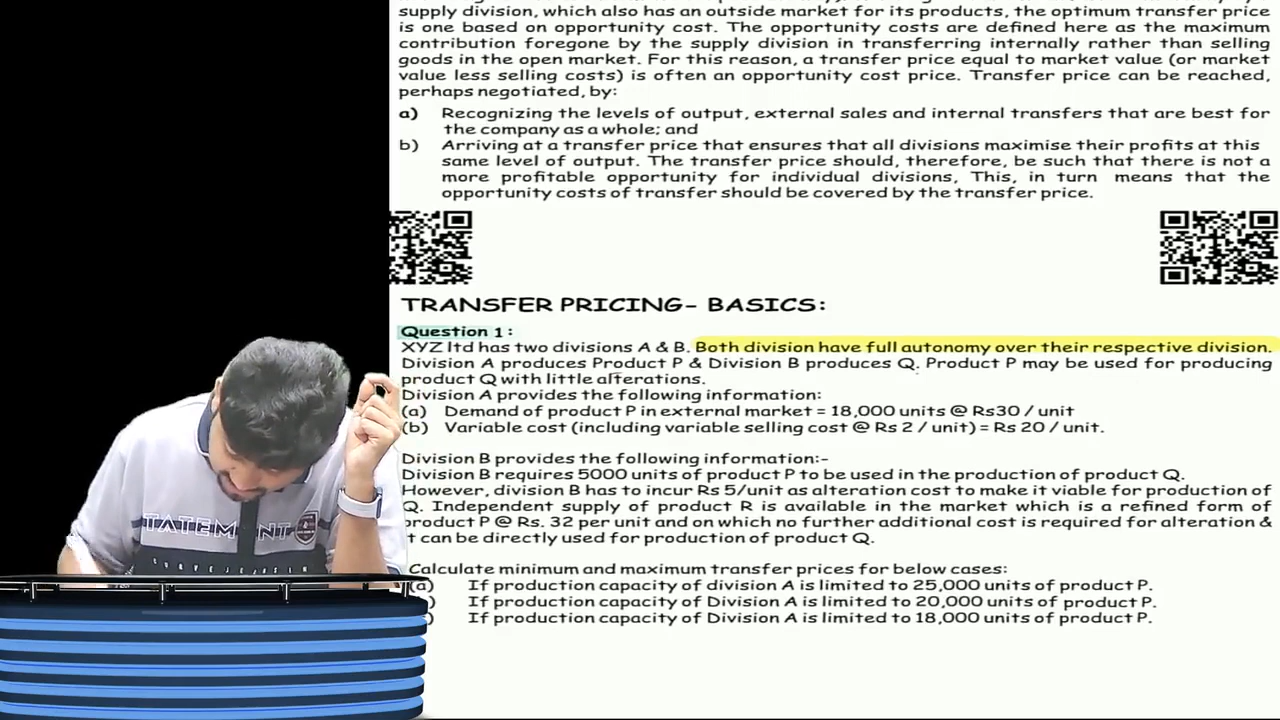 supply division, which also has an outside market for its products, the optimum transfer price
is one based on opportunity cost. The opportunity costs are defined here as the maximum
contribution foregone by the supply division in transferring internally rather than selling
goods in the open market. For this reason, a transfer price equal to market value (or market
value less selling costs) is often an opportunity cost price. Transfer price can be reached,
perhaps negotiated, by:
a) Recognizing the levels of output, external sales and internal transfers that are best for
the company as a whole; and
b) Arriving at a transfer price that ensures that all divisions maximise their profits at this
same level of output. The transfer price should, therefore, be such that there is not a
more profitable opportunity for individual divisions, This, in turn means that the
opportunity costs of transfer should be covered by the transfer price.
TRANSFER PRICING- BASICS:
Question 1:
XYZ ltd has two divisions A & B. Both division have full autonomy over their respective division.
Division A produces Product P & Division B produces Q. Product P may be used for producing
product Q with little alterations.
Division A provides the following information:
(a) Demand of product P in external market = 18,000 units @ Rs30 / unit
(b) Variable cost (including variable selling cost @ Rs 2 / unit) = Rs 20 / unit.
Division B provides the following information:-
Division B requires 5000 units of product P to be used in the production of product Q.
However, division B has to incur Rs 5/unit as alteration cost to make it viable for production of
Q. Independent supply of product R is available in the market which is a refined form of
product P @ Rs. 32 per unit and on which no further additional cost is required for alteration &
it can be directly used for production of product Q.
Calculate minimum and maximum transfer prices for below cases:
(a) If production capacity of division A is limited to 25,000 units of product P.
) If production capacity of Division A is limited to 20,000 units of product P.
) If production capacity of Division A is limited to 18,000 units of product P.
TATEMENT